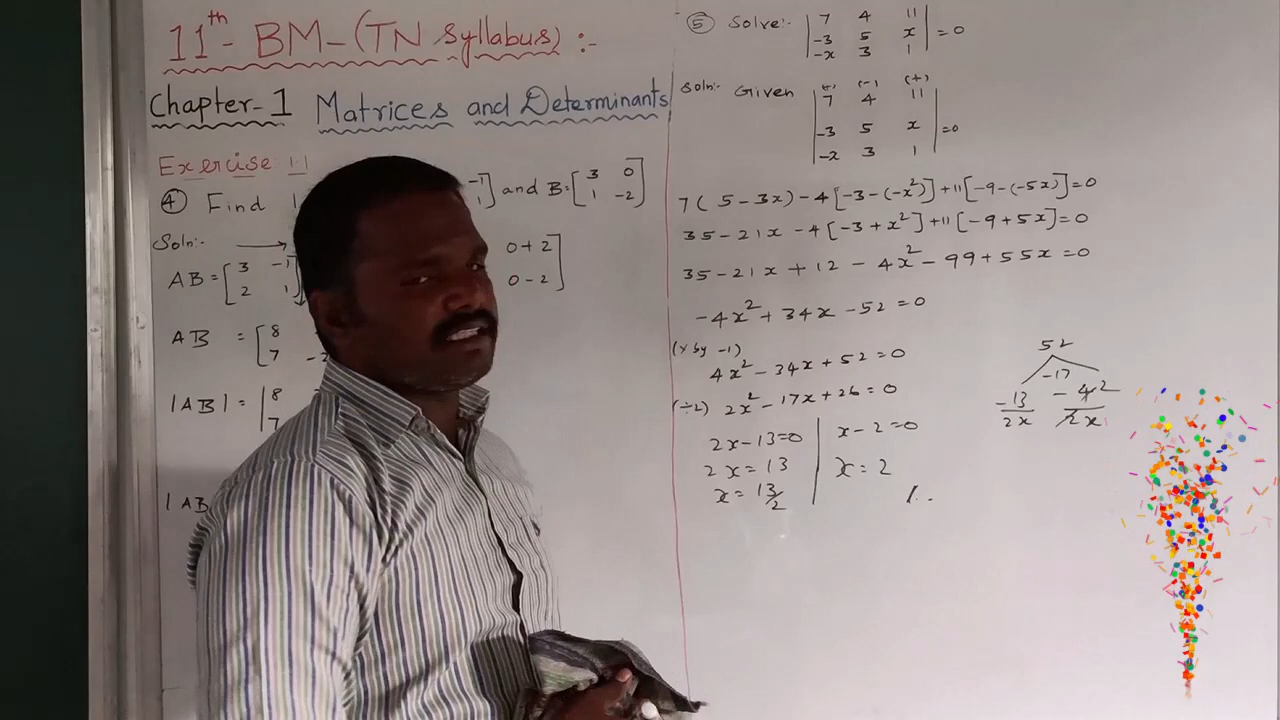 11th - BM - (TN Syllabus) :-
Chapter-1 Matrices and Determinants
Exercise 1.1
④ Find -1] 1] and B=[3 0 1 -2]
Soln:- →
AB = [3 -1 2 1 0+2 0-2]
AB = [8 7 -2
|AB| = |8 7
|AB
⑤ Solve:- |7 4 11
-3 5 x
-x 3 1| = 0
Soln:- Given (+) (-) (+)
|7 4 11
-3 5 x
-x 3 1| = 0
7(5-3x)-4[-3-(-x²)]+11[-9-(-5x)]=0
35-21x-4[-3+x²]+11[-9+5x]=0
35-21x+12-4x²-99+55x=0
-4x²+34x-52=0
(x by -1)
4x²-34x+52=0
(÷2) 2x²-17x+26=0
2x-13=0 | x-2=0
2x=13 | x=2
x=13/2 | /..
52
-17
-13/2x -4 2/2x